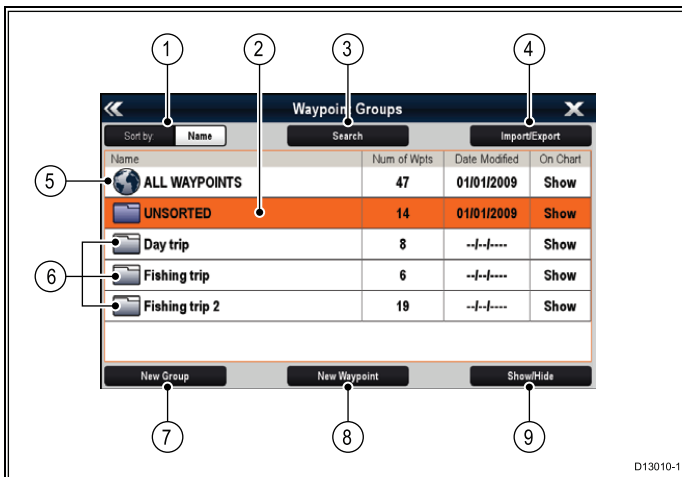 1 2 3 4
Waypoint Groups
Sort by: Name Search Import/Export
Name Num of Wpts Date Modified On Chart
5
ALL WAYPOINTS 47 01/01/2009 Show
UNSORTED 14 01/01/2009 Show
Day trip 8 --/--/---- Show
6
Fishing trip 6 --/--/---- Show
Fishing trip 2 19 --/--/---- Show
New Group New Waypoint Show/Hide
7 8 9
D13010-1